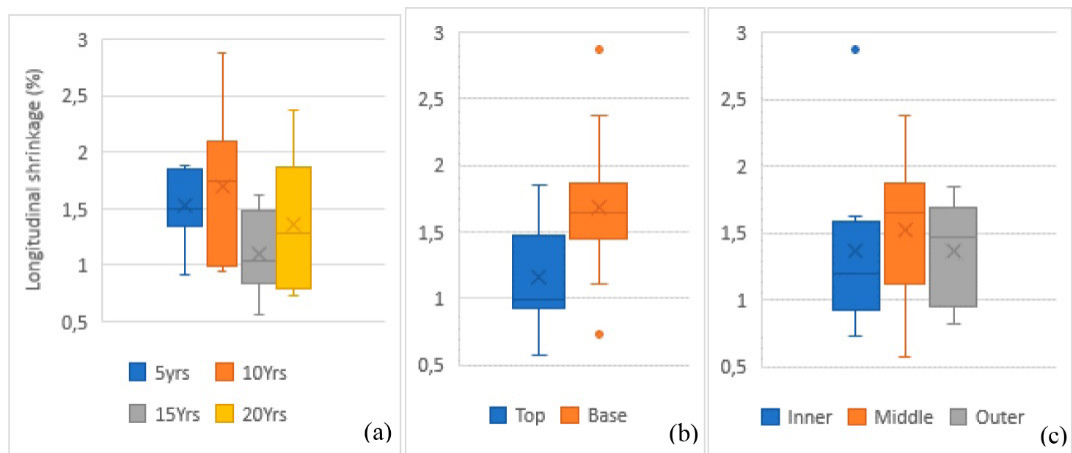 Longitudinal shrinkage (%)
3
2,5
2
1,5
1
0,5
5yrs 10Yrs
15Yrs 20Yrs
(a)
3
2,5
2
1,5
1
0,5
Top Base
(b)
3
2,5
2
1,5
1
0,5
Inner Middle Outer
(c)